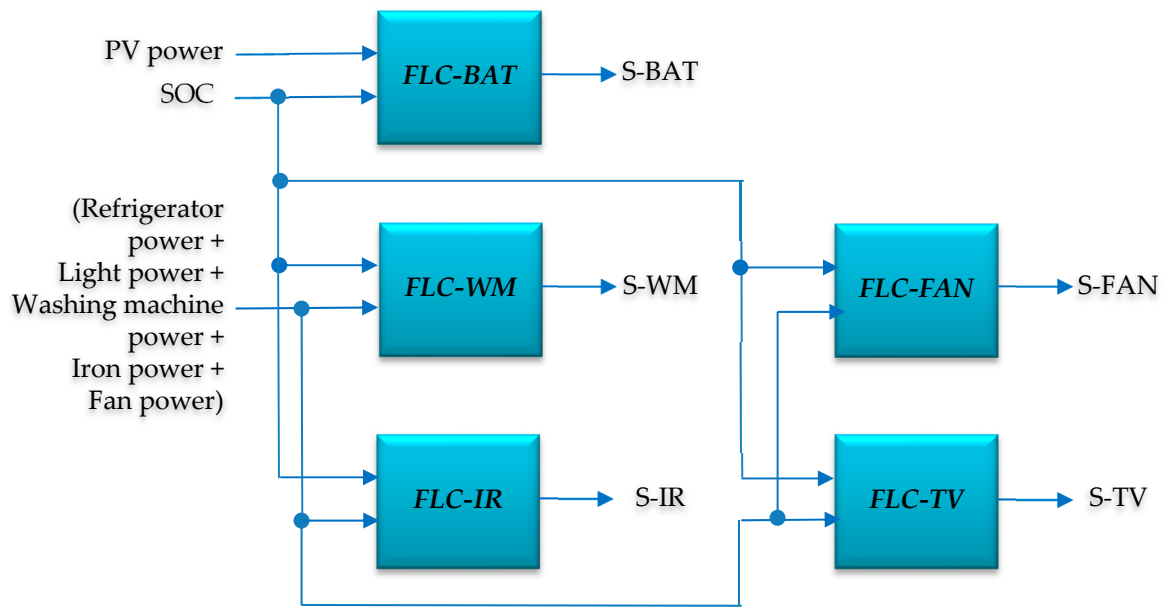 PV power
SOC
FLC-BAT
S-BAT
(Refrigerator
power +
Light power +
Washing machine
power +
Iron power +
Fan power)
FLC-WM
S-WM
FLC-FAN
S-FAN
FLC-IR
S-IR
FLC-TV
S-TV